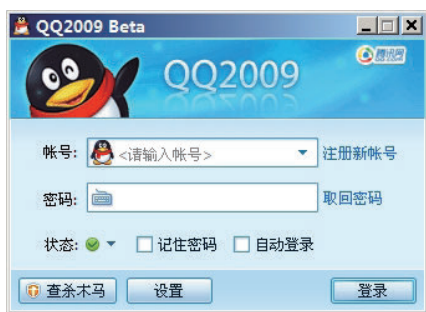 QQ2009 Beta
QQ2009
腾讯网
帐号: <请输入帐号> 注册新帐号
密码: 取回密码
状态: 记住密码 自动登录
查杀木马 设置 登录